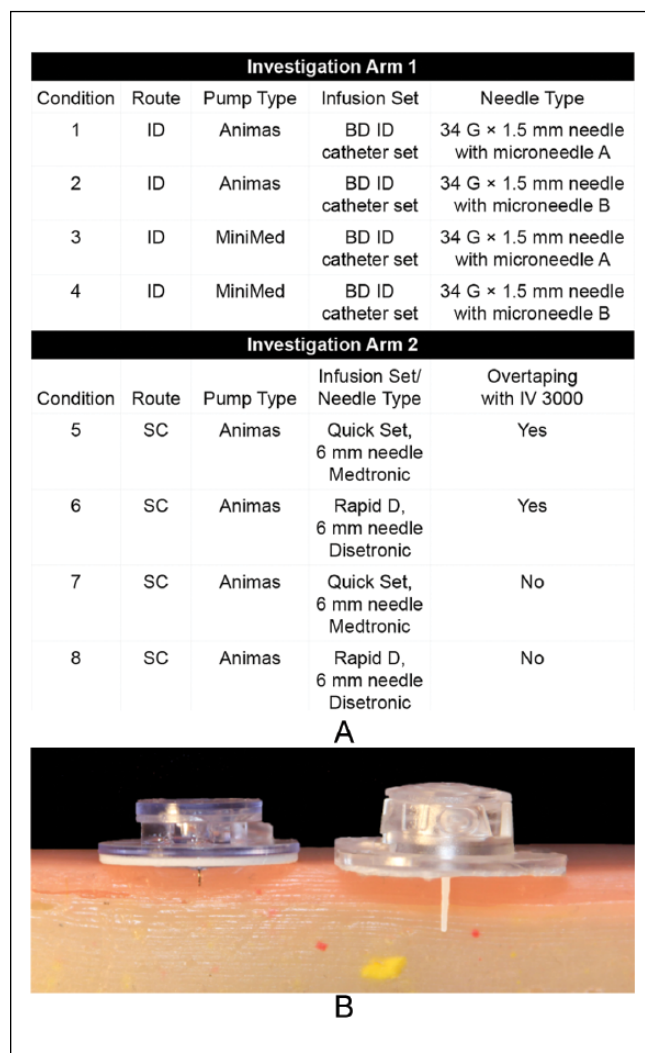 Investigation Arm 1
Condition Route Pump Type Infusion Set Needle Type
1 ID Animas BD ID catheter set 34 G × 1.5 mm needle with microneedle A
2 ID Animas BD ID catheter set 34 G × 1.5 mm needle with microneedle B
3 ID MiniMed BD ID catheter set 34 G × 1.5 mm needle with microneedle A
4 ID MiniMed BD ID catheter set 34 G × 1.5 mm needle with microneedle B
Investigation Arm 2
Condition Route Pump Type Infusion Set/ Needle Type Overtaping with IV 3000
5 SC Animas Quick Set, 6 mm needle Medtronic Yes
6 SC Animas Rapid D, 6 mm needle Disetronic Yes
7 SC Animas Quick Set, 6 mm needle Medtronic No
8 SC Animas Rapid D, 6 mm needle Disetronic No
A
B